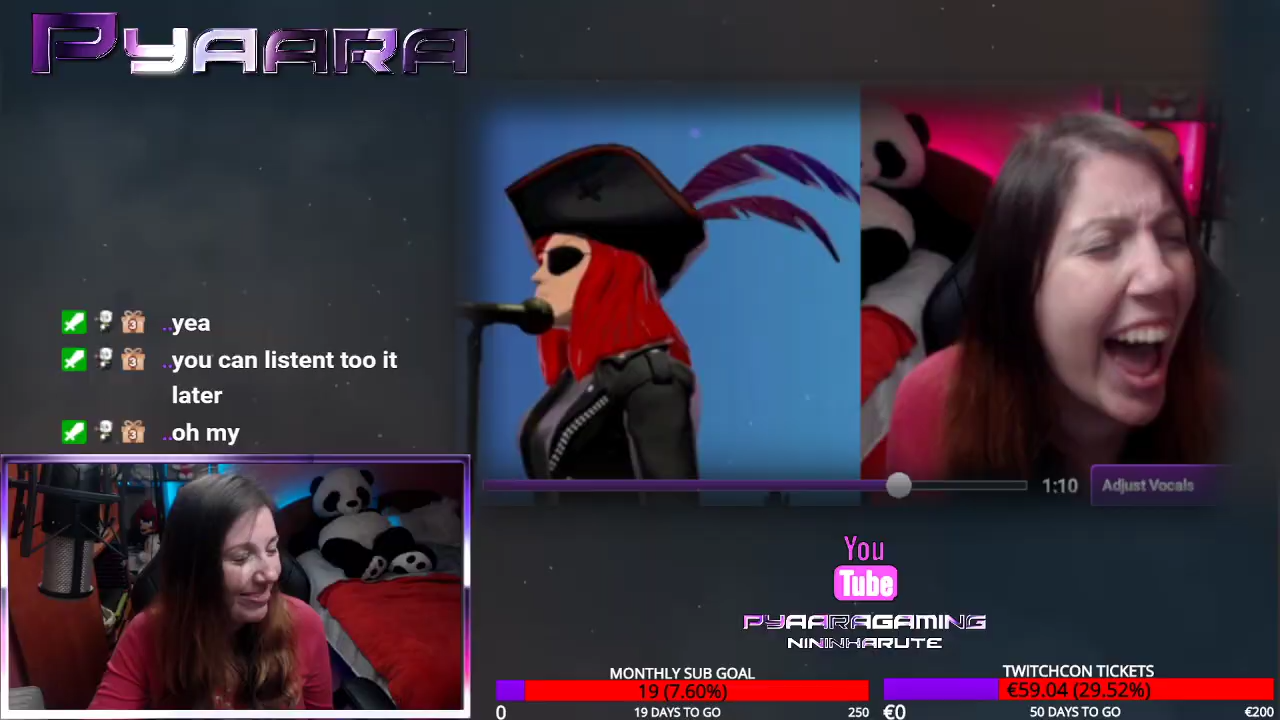 PYAARA
..yea
..you can listent too it
later
..oh my
1:10
Adjust Vocals
You
Tube
PYAARAGAMING
NININHARUTE
MONTHLY SUB GOAL
19 (7.60%)
0
19 DAYS TO GO
250
TWITCHCON TICKETS
€59.04 (29.52%)
€0
50 DAYS TO GO
€200